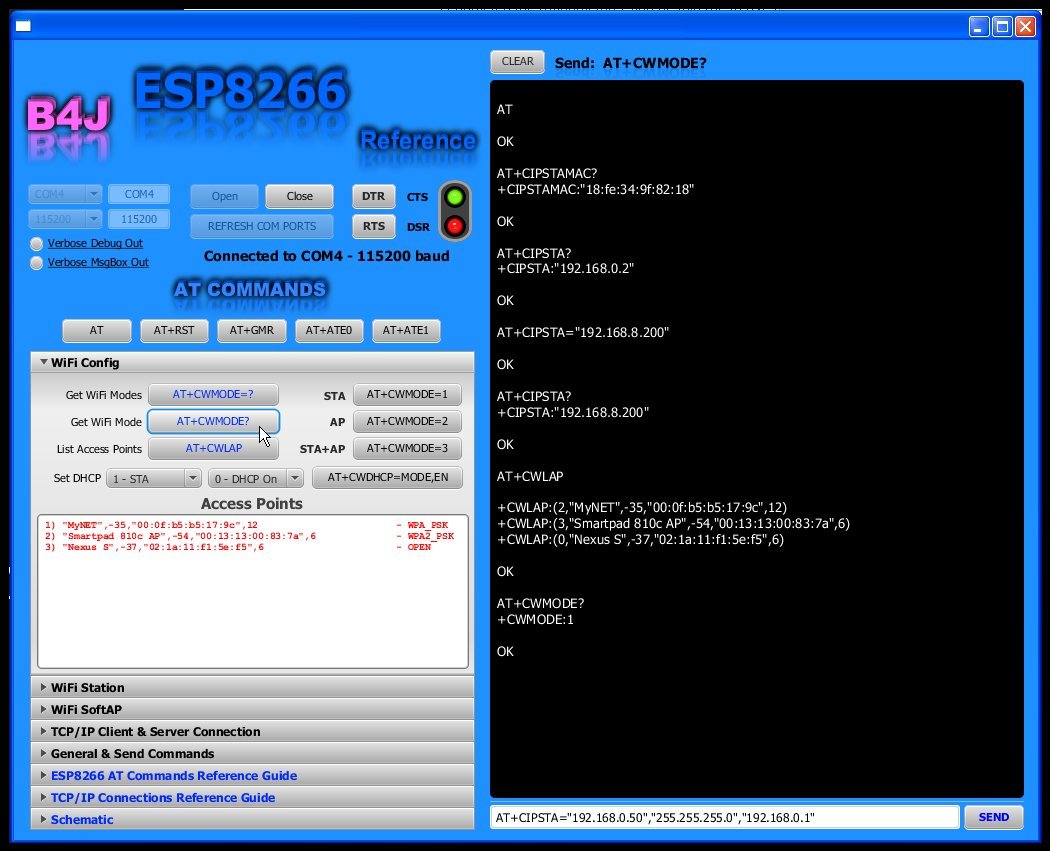 B4J
ESP8266
Reference
COM4 COM4 Open Close DTR CTS
115200 115200 REFRESH COM PORTS RTS DSR
Verbose Debug Out
Verbose MsgBox Out
Connected to COM4 - 115200 baud
AT COMMANDS
AT AT+RST AT+GMR AT+ATE0 AT+ATE1
WiFi Config
Get WiFi Modes AT+CWMODE=? STA AT+CWMODE=1
Get WiFi Mode AT+CWMODE? AP AT+CWMODE=2
List Access Points AT+CWLAP STA+AP AT+CWMODE=3
Set DHCP 1 - STA 0 - DHCP On AT+CWDHCP=MODE,EN
Access Points
1) "MyNET",-35,"00:0f:b5:b5:17:9c",12 - WPA_PSK
2) "Smartpad 810c AP",-54,"00:13:13:00:83:7a",6 - WPA2_PSK
3) "Nexus S",-37,"02:1a:11:f1:5e:f5",6 - OPEN
WiFi Station
WiFi SoftAP
TCP/IP Client & Server Connection
General & Send Commands
ESP8266 AT Commands Reference Guide
TCP/IP Connections Reference Guide
Schematic
CLEAR Send: AT+CWMODE?
AT
OK
AT+CIPSTAMAC?
+CIPSTAMAC:"18:fe:34:9f:82:18"
OK
AT+CIPSTA?
+CIPSTA:"192.168.0.2"
OK
AT+CIPSTA="192.168.8.200"
OK
AT+CIPSTA?
+CIPSTA:"192.168.8.200"
OK
AT+CWLAP
+CWLAP:(2,"MyNET",-35,"00:0f:b5:b5:17:9c",12)
+CWLAP:(3,"Smartpad 810c AP",-54,"00:13:13:00:83:7a",6)
+CWLAP:(0,"Nexus S",-37,"02:1a:11:f1:5e:f5",6)
OK
AT+CWMODE?
+CWMODE:1
OK
AT+CIPSTA="192.168.0.50","255.255.255.0","192.168.0.1" SEND